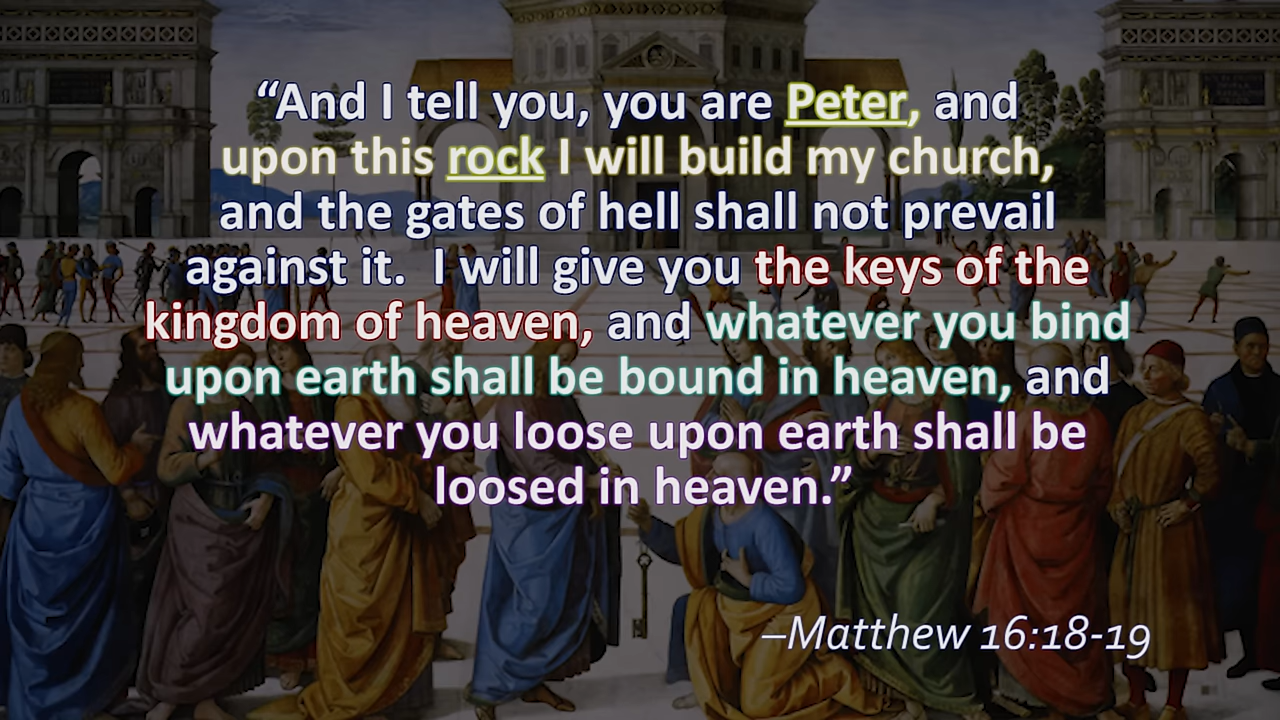 “And I tell you, you are Peter, and
upon this rock I will build my church,
and the gates of hell shall not prevail
against it.  I will give you the keys of the
kingdom of heaven, and whatever you bind
upon earth shall be bound in heaven, and
whatever you loose upon earth shall be
loosed in heaven.”
–Matthew 16:18-19